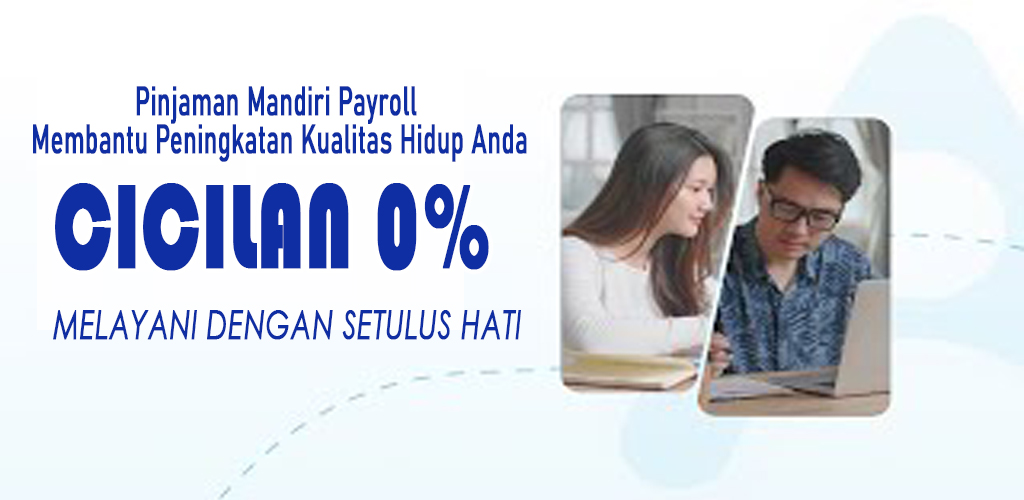 Pinjaman Mandiri Payroll
Membantu Peningkatan Kualitas Hidup Anda
CICILAN 0%
MELAYANI DENGAN SETULUS HATI